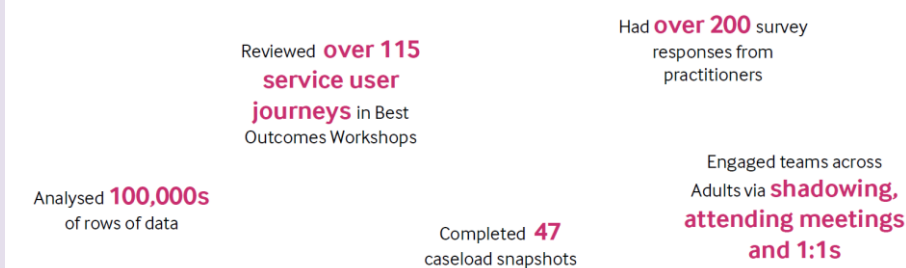 Reviewed over 115
service user
journeys in Best
Outcomes Workshops
Had over 200 survey
responses from
practitioners
Analysed 100,000s
of rows of data
Completed 47
caseload snapshots
Engaged teams across
Adults via shadowing,
attending meetings
and 1:1s